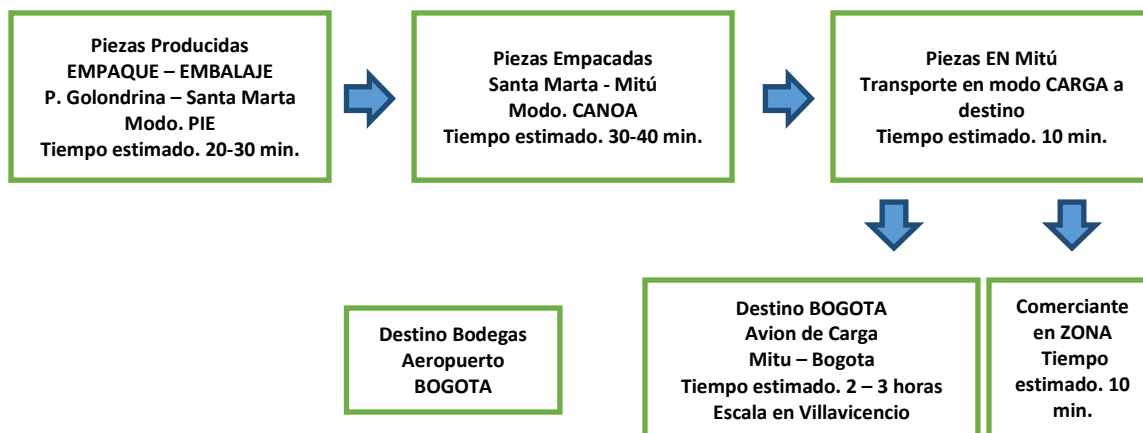 Piezas Producidas
EMPAQUE – EMBALAJE
P. Golondrina – Santa Marta
Modo. PIE
Tiempo estimado. 20-30 min.
Piezas Empacadas
Santa Marta - Mitú
Modo. CANOA
Tiempo estimado. 30-40 min.
Piezas EN Mitú
Transporte en modo CARGA a
destino
Tiempo estimado. 10 min.
Destino Bodegas
Aeropuerto
BOGOTA
Destino BOGOTA
Avion de Carga
Mitu – Bogota
Tiempo estimado. 2 – 3 horas
Escala en Villavicencio
Comerciante
en ZONA
Tiempo
estimado. 10
min.